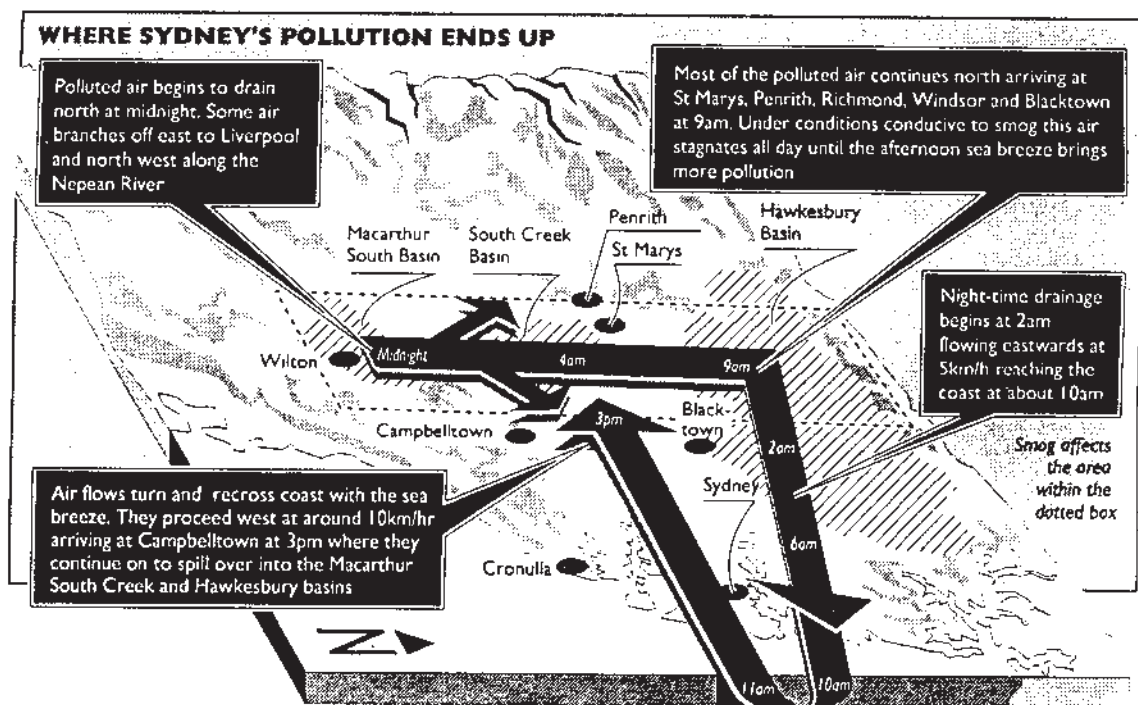 WHERE SYDNEY'S POLLUTION ENDS UP
Polluted air begins to drain
north at midnight. Some air
branches off east to Liverpool
and north west along the
Nepean River
Most of the polluted air continues north arriving at
St Marys, Penrith, Richmond, Windsor and Blacktown
at 9am. Under conditions conducive to smog this air
stagnates all day until the afternoon sea breeze brings
more pollution
Macarthur
South Basin
South Creek
Basin
Penrith
St Marys
Hawkesbury
Basin
Night-time drainage
begins at 2am
flowing eastwards at
5km/h reaching the
coast at about 10am
Wilton
Midnight
4am
9am
Campbelltown
3pm
Black-
town
2am
Smog affects
the area
within the
dotted box
Air flows turn and recross coast with the sea
breeze. They proceed west at around 10km/hr
arriving at Campbelltown at 3pm where they
continue on to spill over into the Macarthur
South Creek and Hawkesbury basins
Sydney
6am
Cronulla
N
11am
10am